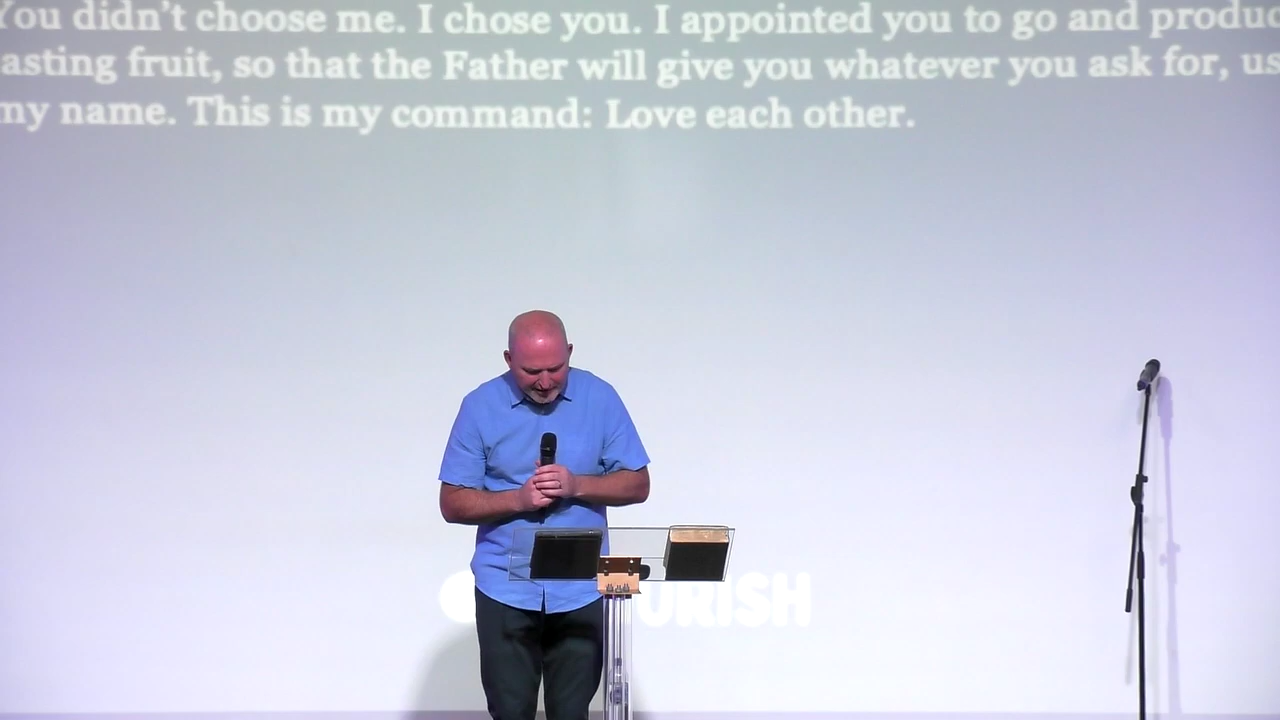 You didn't choose me. I chose you. I appointed you to go and produc
asting fruit, so that the Father will give you whatever you ask for, us
my name. This is my command: Love each other.
URISH